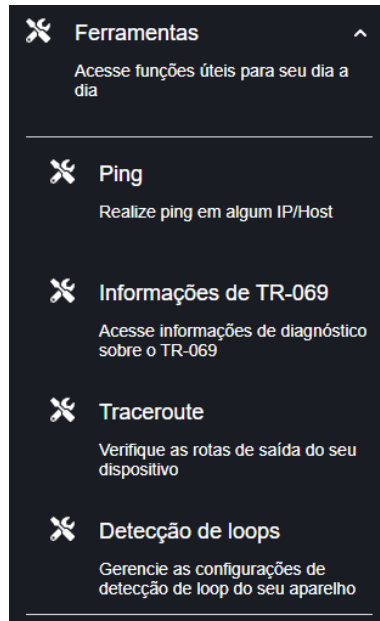 Ferramentas
Acesse funções úteis para seu dia a
dia
Ping
Realize ping em algum IP/Host
Informações de TR-069
Acesse informações de diagnóstico
sobre o TR-069
Traceroute
Verifique as rotas de saída do seu
dispositivo
Detecção de loops
Gerencie as configurações de
detecção de loop do seu aparelho